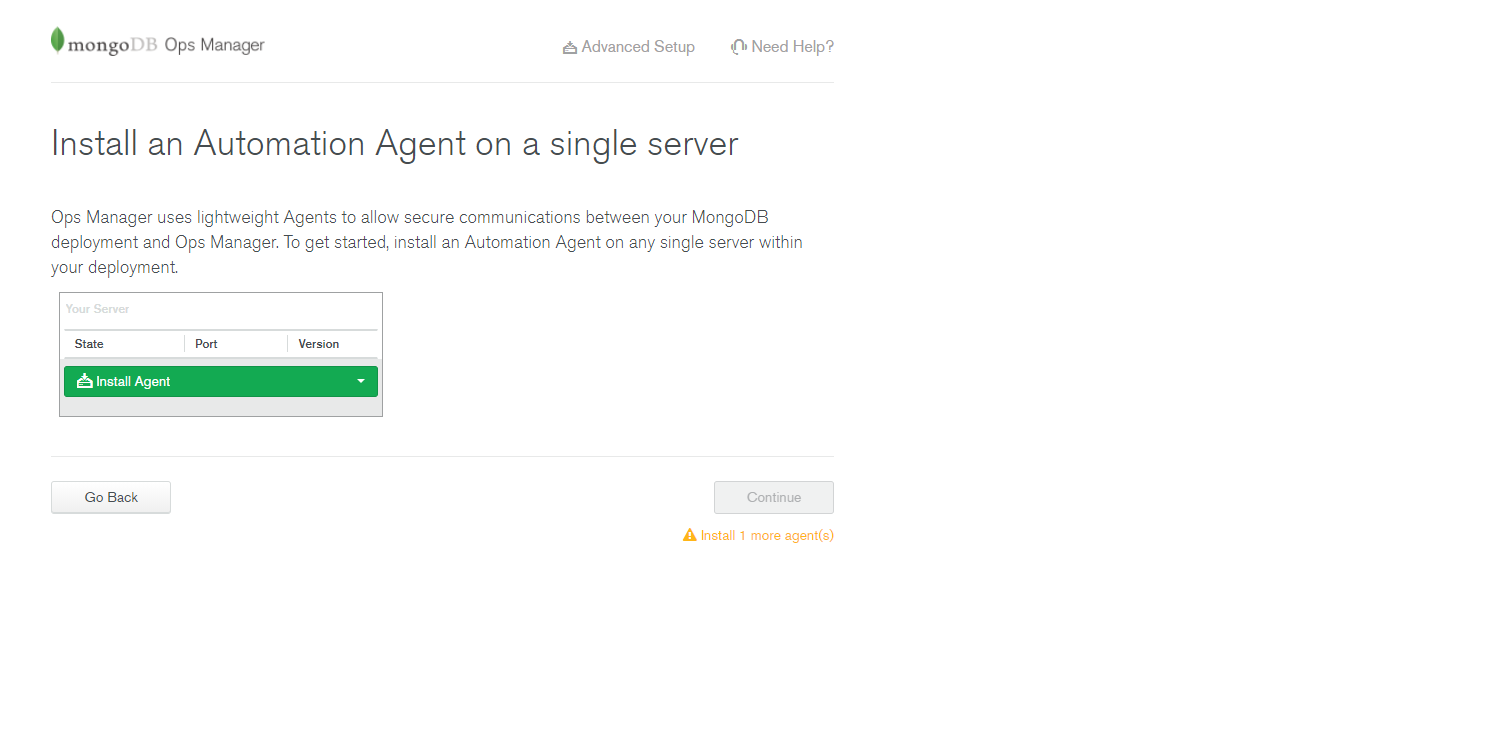 mongoDB Ops Manager
Advanced Setup
Need Help?
Install an Automation Agent on a single server
Ops Manager uses lightweight Agents to allow secure communications between your MongoDB
deployment and Ops Manager. To get started, install an Automation Agent on any single server within
your deployment.
Your Server
State Port Version
Install Agent
Go Back
Continue
Install 1 more agent(s)